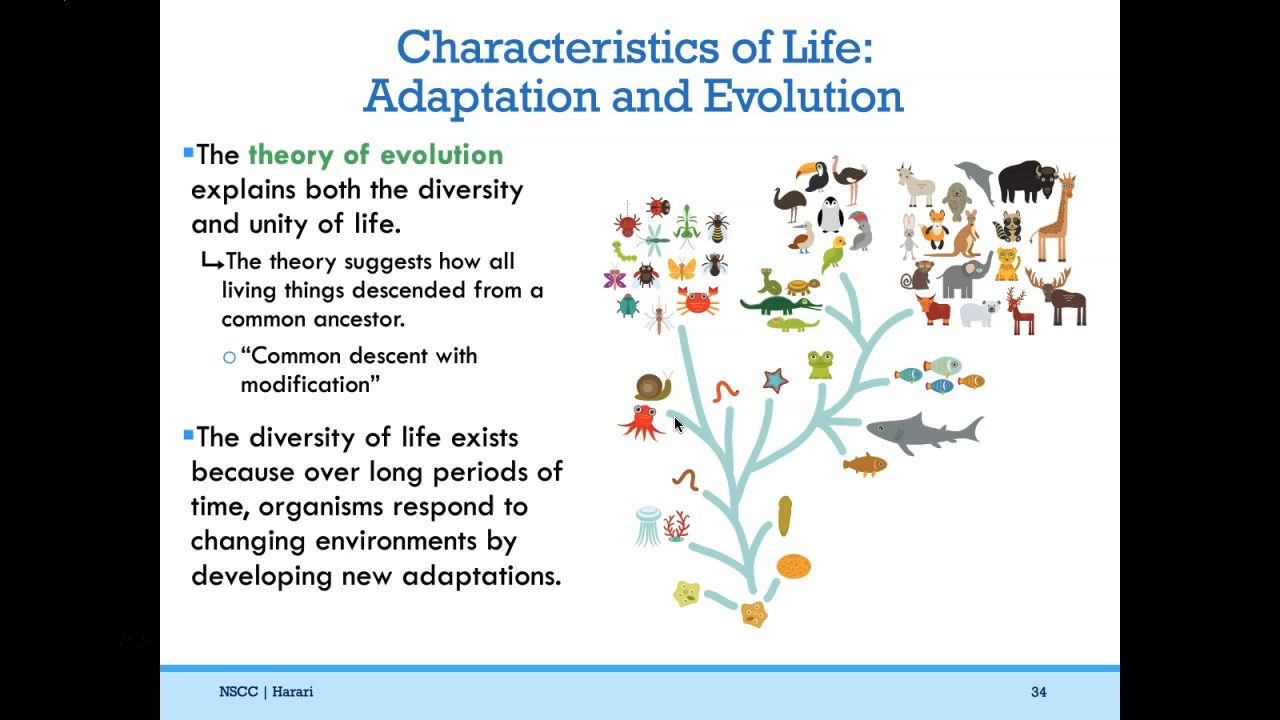 Characteristics of Life:
Adaptation and Evolution
▪The theory of evolution
explains both the diversity
and unity of life.
↳The theory suggests how all
living things descended from a
common ancestor.
○ “Common descent with
modification”
▪The diversity of life exists
because over long periods of
time, organisms respond to
changing environments by
developing new adaptations.
NSCC | Harari
34